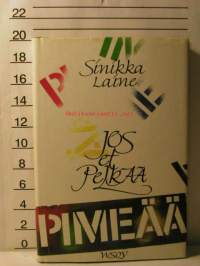 22
20
18
16
14
12
10
8
6
4
2
0
Sinikka
Laine
JOS
et
PELKÄÄ
PIMEÄÄ
WSOY